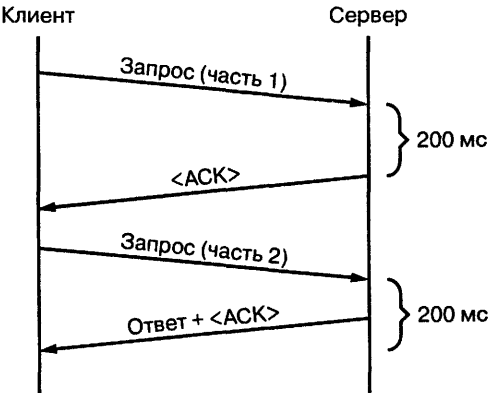 Клиент
Сервер
Запрос (часть 1)
200 мс
<ACK>
Запрос (часть 2)
Ответ + <ACK>
200 мс